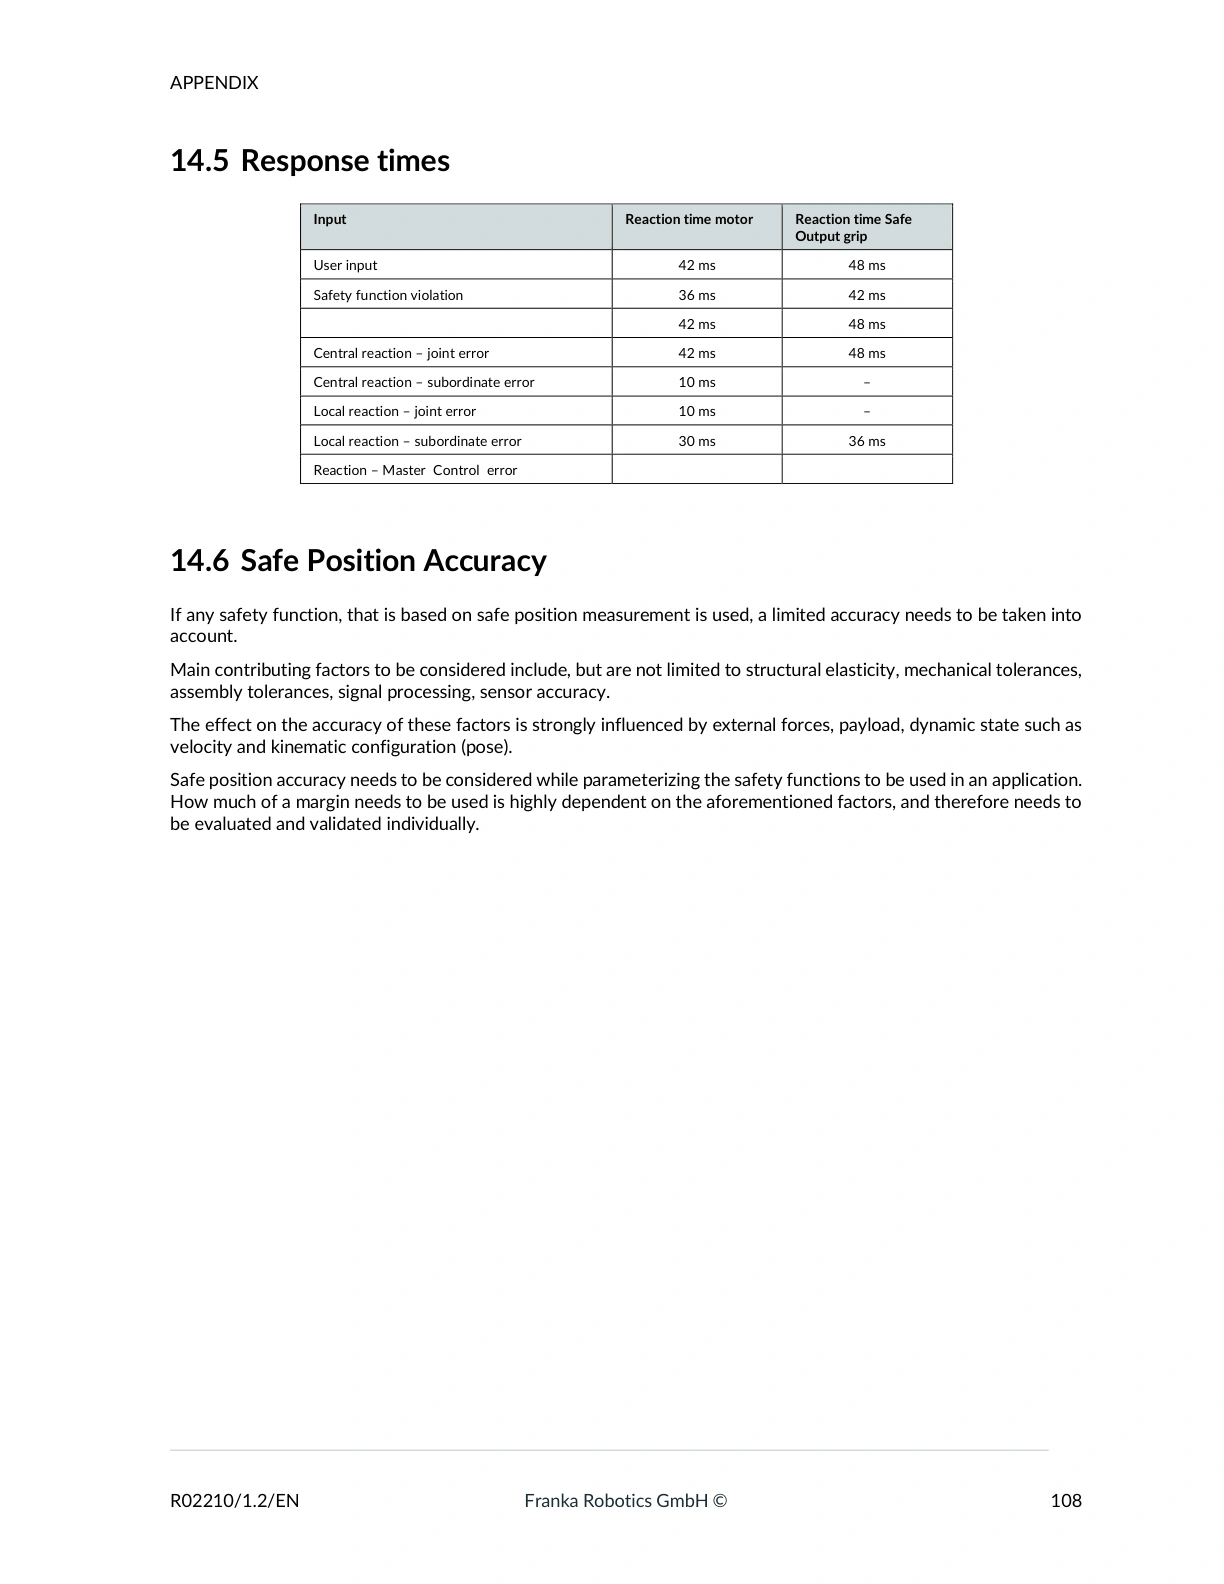 APPENDIX
14.5 Response times
Input Reaction time motor Reaction time Safe
Output grip
User input 42 ms 48 ms
Safety function violation 36 ms 42 ms
42 ms 48 ms
Central reaction – joint error 42 ms 48 ms
Central reaction – subordinate error 10 ms –
Local reaction – joint error 10 ms –
Local reaction – subordinate error 30 ms 36 ms
Reaction – Master Control error
14.6 Safe Position Accuracy
If any safety function, that is based on safe position measurement is used, a limited accuracy needs to be taken into
account.
Main contributing factors to be considered include, but are not limited to structural elasticity, mechanical tolerances,
assembly tolerances, signal processing, sensor accuracy.
The effect on the accuracy of these factors is strongly influenced by external forces, payload, dynamic state such as
velocity and kinematic configuration (pose).
Safe position accuracy needs to be considered while parameterizing the safety functions to be used in an application.
How much of a margin needs to be used is highly dependent on the aforementioned factors, and therefore needs to
be evaluated and validated individually.
R02210/1.2/EN Franka Robotics GmbH © 108